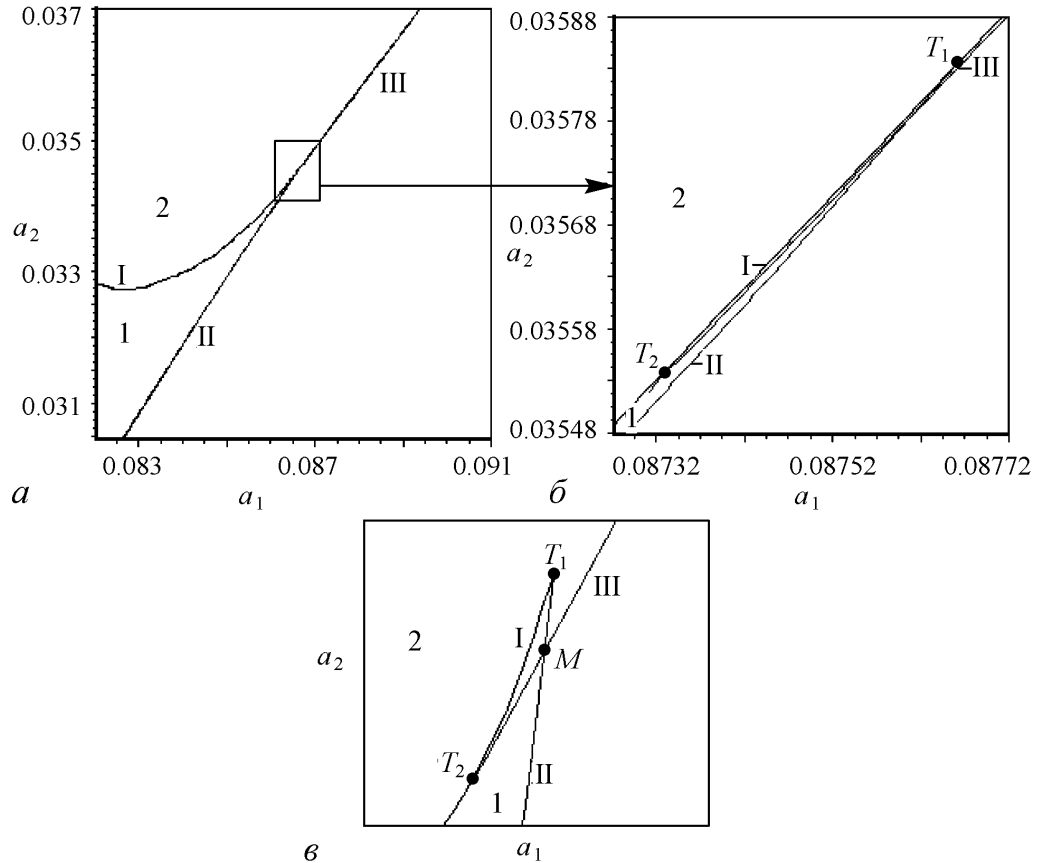 0.037
0.035
0.033
0.031
a₂
2
I
1
II
III
0.083
0.087
0.091
а
a₁
0.03588
0.03578
0.03568
0.03558
0.03548
a₂
T₁
III
2
I
T₂
II
1
0.08732
0.08752
0.08772
б
a₁
T₁
III
2
I
a₂
M
T₂
II
1
в
a₁